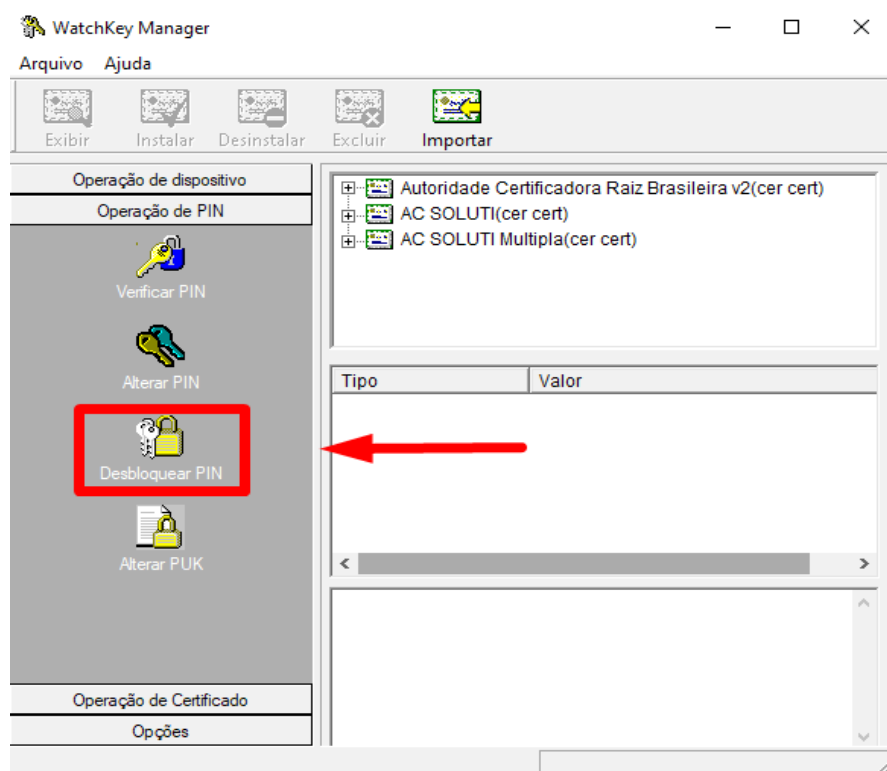 WatchKey Manager
Arquivo Ajuda
Exibir Instalar Desinstalar Excluir Importar
Operação de dispositivo
Operação de PIN
Verificar PIN
Alterar PIN
Desbloquear PIN
Alterar PUK
Operação de Certificado
Opções
Autoridade Certificadora Raiz Brasileira v2(cer cert)
AC SOLUTI(cer cert)
AC SOLUTI Multipla(cer cert)
Tipo Valor